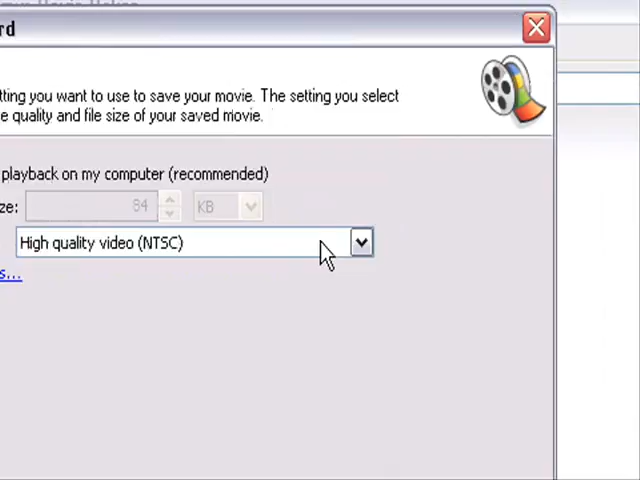 rd
tting you want to use to save your movie. The setting you select
e quality and file size of your saved movie.
playback on my computer (recommended)
ze: 84 KB
High quality video (NTSC)
s...